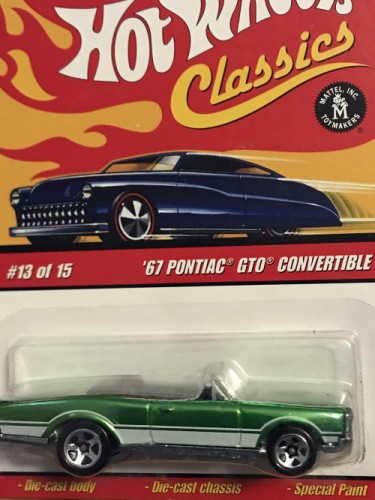 Hot Wheels
Classics
MATTEL, INC.
M
TOYMAKERS
®
#13 of 15
'67 PONTIAC® GTO® CONVERTIBLE
- Die-cast body - Die-cast chassis - Special Paint